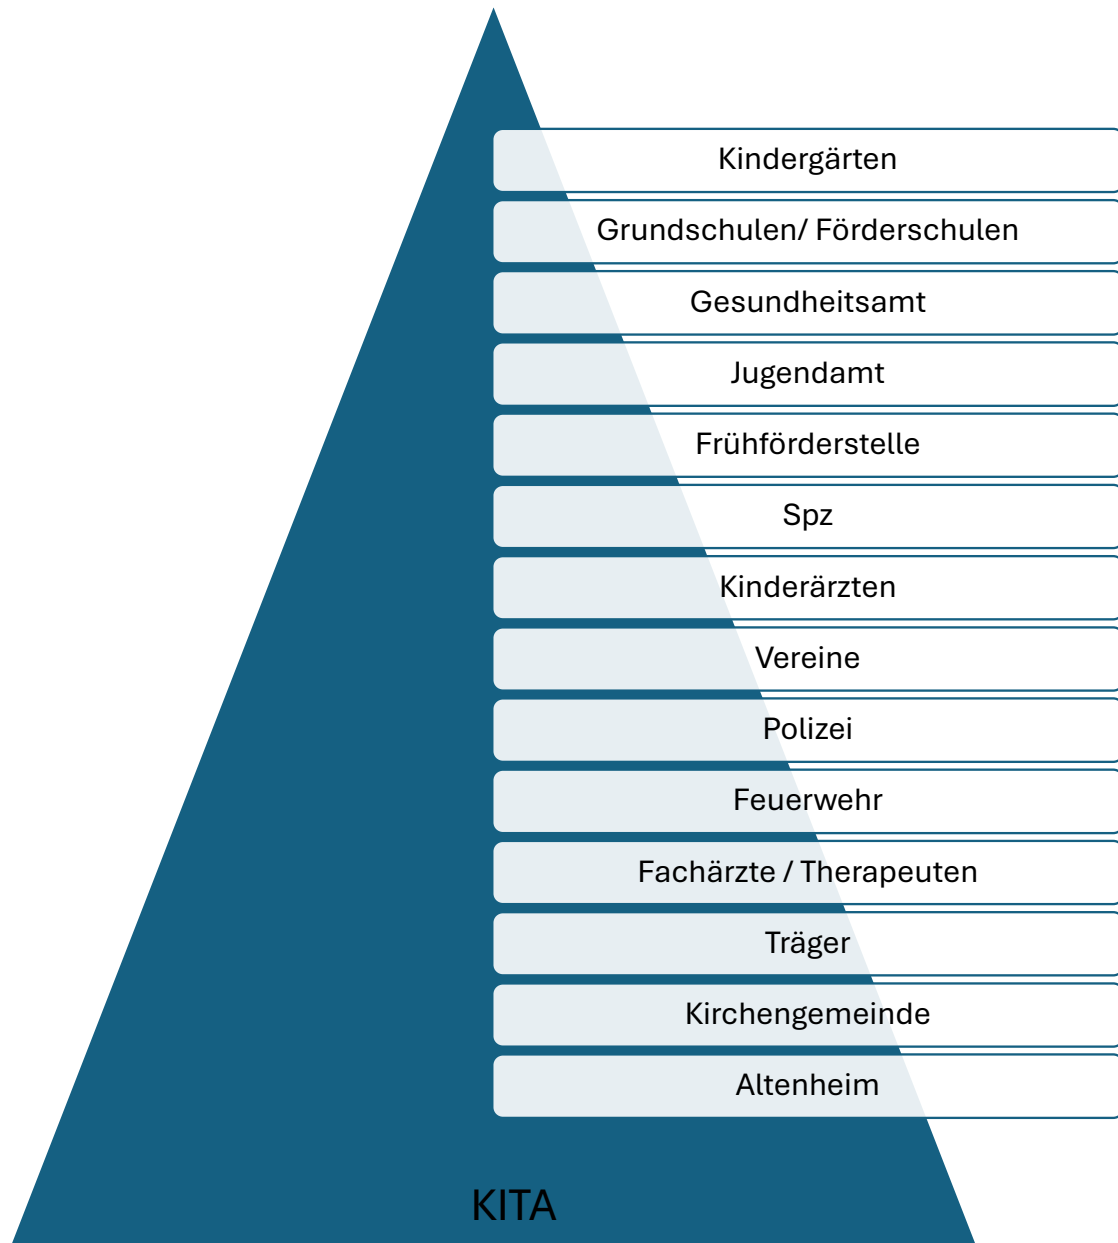 Kindergärten
Grundschulen/ Förderschulen
Gesundheitsamt
Jugendamt
Frühförderstelle
Spz
Kinderärzten
Vereine
Polizei
Feuerwehr
Fachärzte / Therapeuten
Träger
Kirchengemeinde
Altenheim
KITA